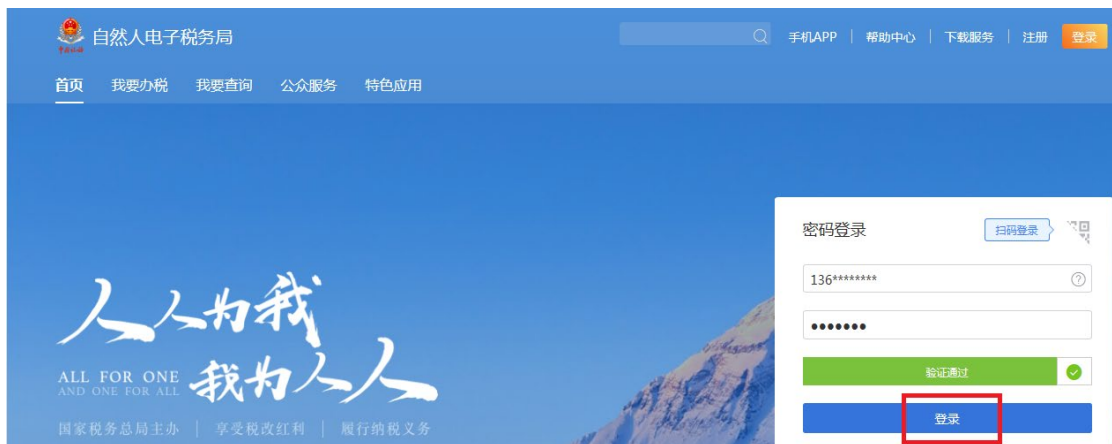 自然人电子税务局
手机APP | 帮助中心 | 下载服务 | 注册 登录
首页 我要办税 我要查询 公众服务 特色应用
密码登录 扫码登录
136********
•••••••
验证通过
登录
人人为我
我为人人
ALL FOR ONE
AND ONE FOR ALL
国家税务总局主办 | 享受税改红利 | 履行纳税义务